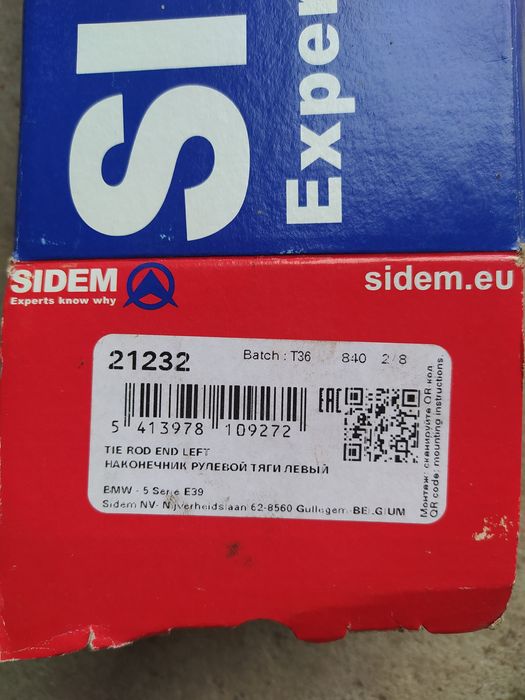 SI
Exper
SIDEM
Experts know why
sidem.eu
21232 Batch : T36 840 2/8
EAC
5 413978 109272
TIE ROD END LEFT
НАКОНЕЧНИК РУЛЕВОЙ ТЯГИ ЛЕВЫЙ
BMW - 5 Serie E39
Sidem NV- Nijverheidslaan 62-8560 Gullegem-BELGIUM
Монтаж: сканируйте QR код
QR code: mounting instructions